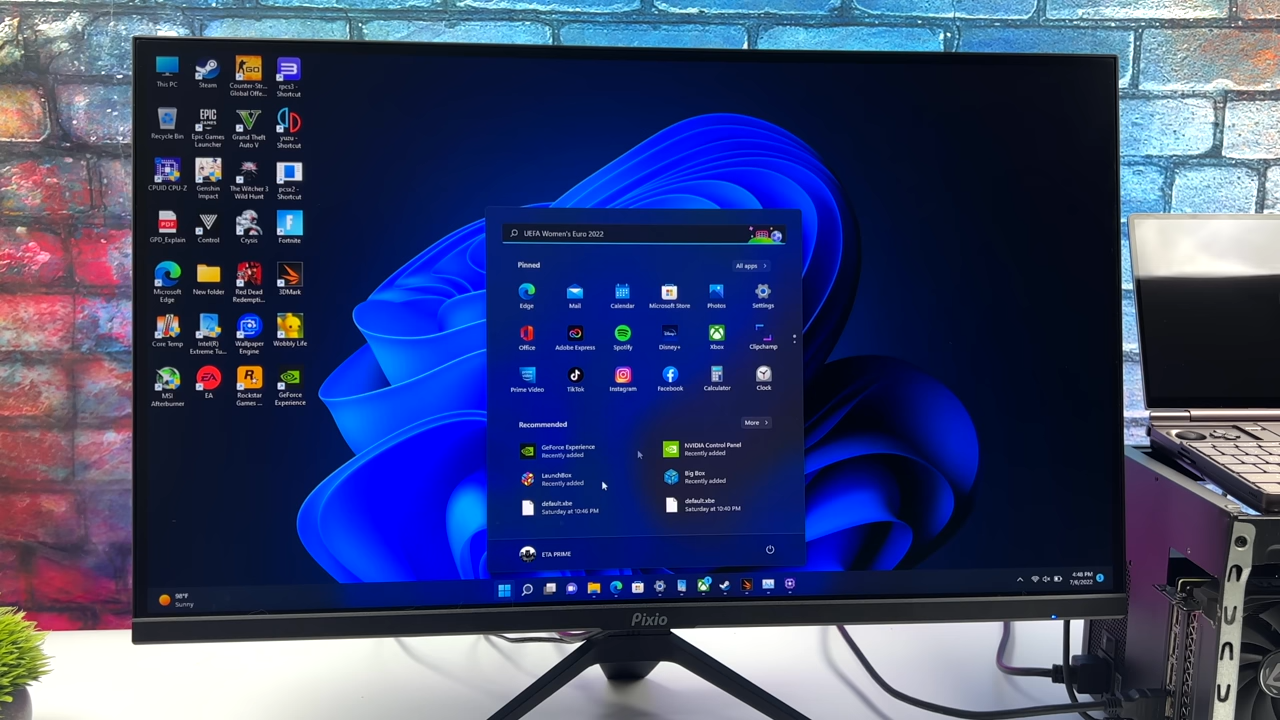 This PC
Steam
Counter-Str...
Global Offe...
rpcs3 -
Shortcut
Recycle Bin
Epic Games
Launcher
Grand Theft
Auto V
yuzu -
Shortcut
CPUID CPU-Z
Genshin
Impact
The Witcher 3
Wild Hunt
pcsx2 -
Shortcut
GPD_Explain
Control
Crysis
Fortnite
Microsoft
Edge
New folder
Red Dead
Redempti...
3DMark
Core Temp
Intel(R)
Extreme Tu...
Wallpaper
Engine
Wobbly Life
MSI
Afterburner
EA
Rockstar
Games ...
GeForce
Experience
UEFA Women's Euro 2022
Pinned
All apps >
Edge
Mail
Calendar
Microsoft Store
Photos
Settings
Office
Adobe Express
Spotify
Disney+
Xbox
Clipchamp
Prime Video
TikTok
Instagram
Facebook
Calculator
Clock
Recommended
More >
GeForce Experience
Recently added
NVIDIA Control Panel
Recently added
LaunchBox
Recently added
Big Box
Recently added
default.xbe
Saturday at 10:46 PM
default.xbe
Saturday at 10:40 PM
ETA PRIME
98°F
Sunny
4:48 PM
7/6/2022
Pixio